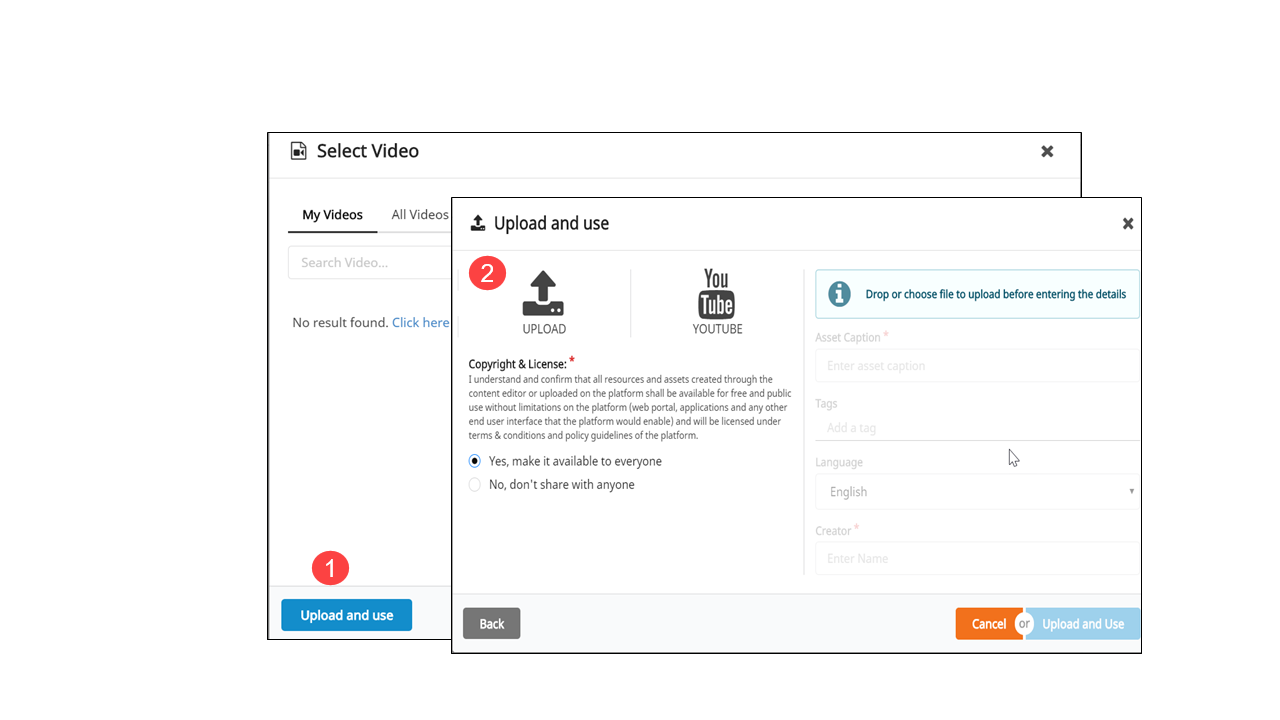 Select Video
My Videos
All Videos
Search Video...
No result found. Click here
1
Upload and use
Upload and use
2
UPLOAD
You
Tube
YOUTUBE
Copyright & License: *
I understand and confirm that all resources and assets created through the
content editor or uploaded on the platform shall be available for free and public
use without limitations on the platform (web portal, applications and any other
end user interface that the platform would enable) and will be licensed under
terms & conditions and policy guidelines of the platform.
Yes, make it available to everyone
No, don't share with anyone
Drop or choose file to upload before entering the details
Asset Caption *
Enter asset caption
Tags
Add a tag
Language
English
Creator *
Enter Name
Back
Cancel or Upload and Use